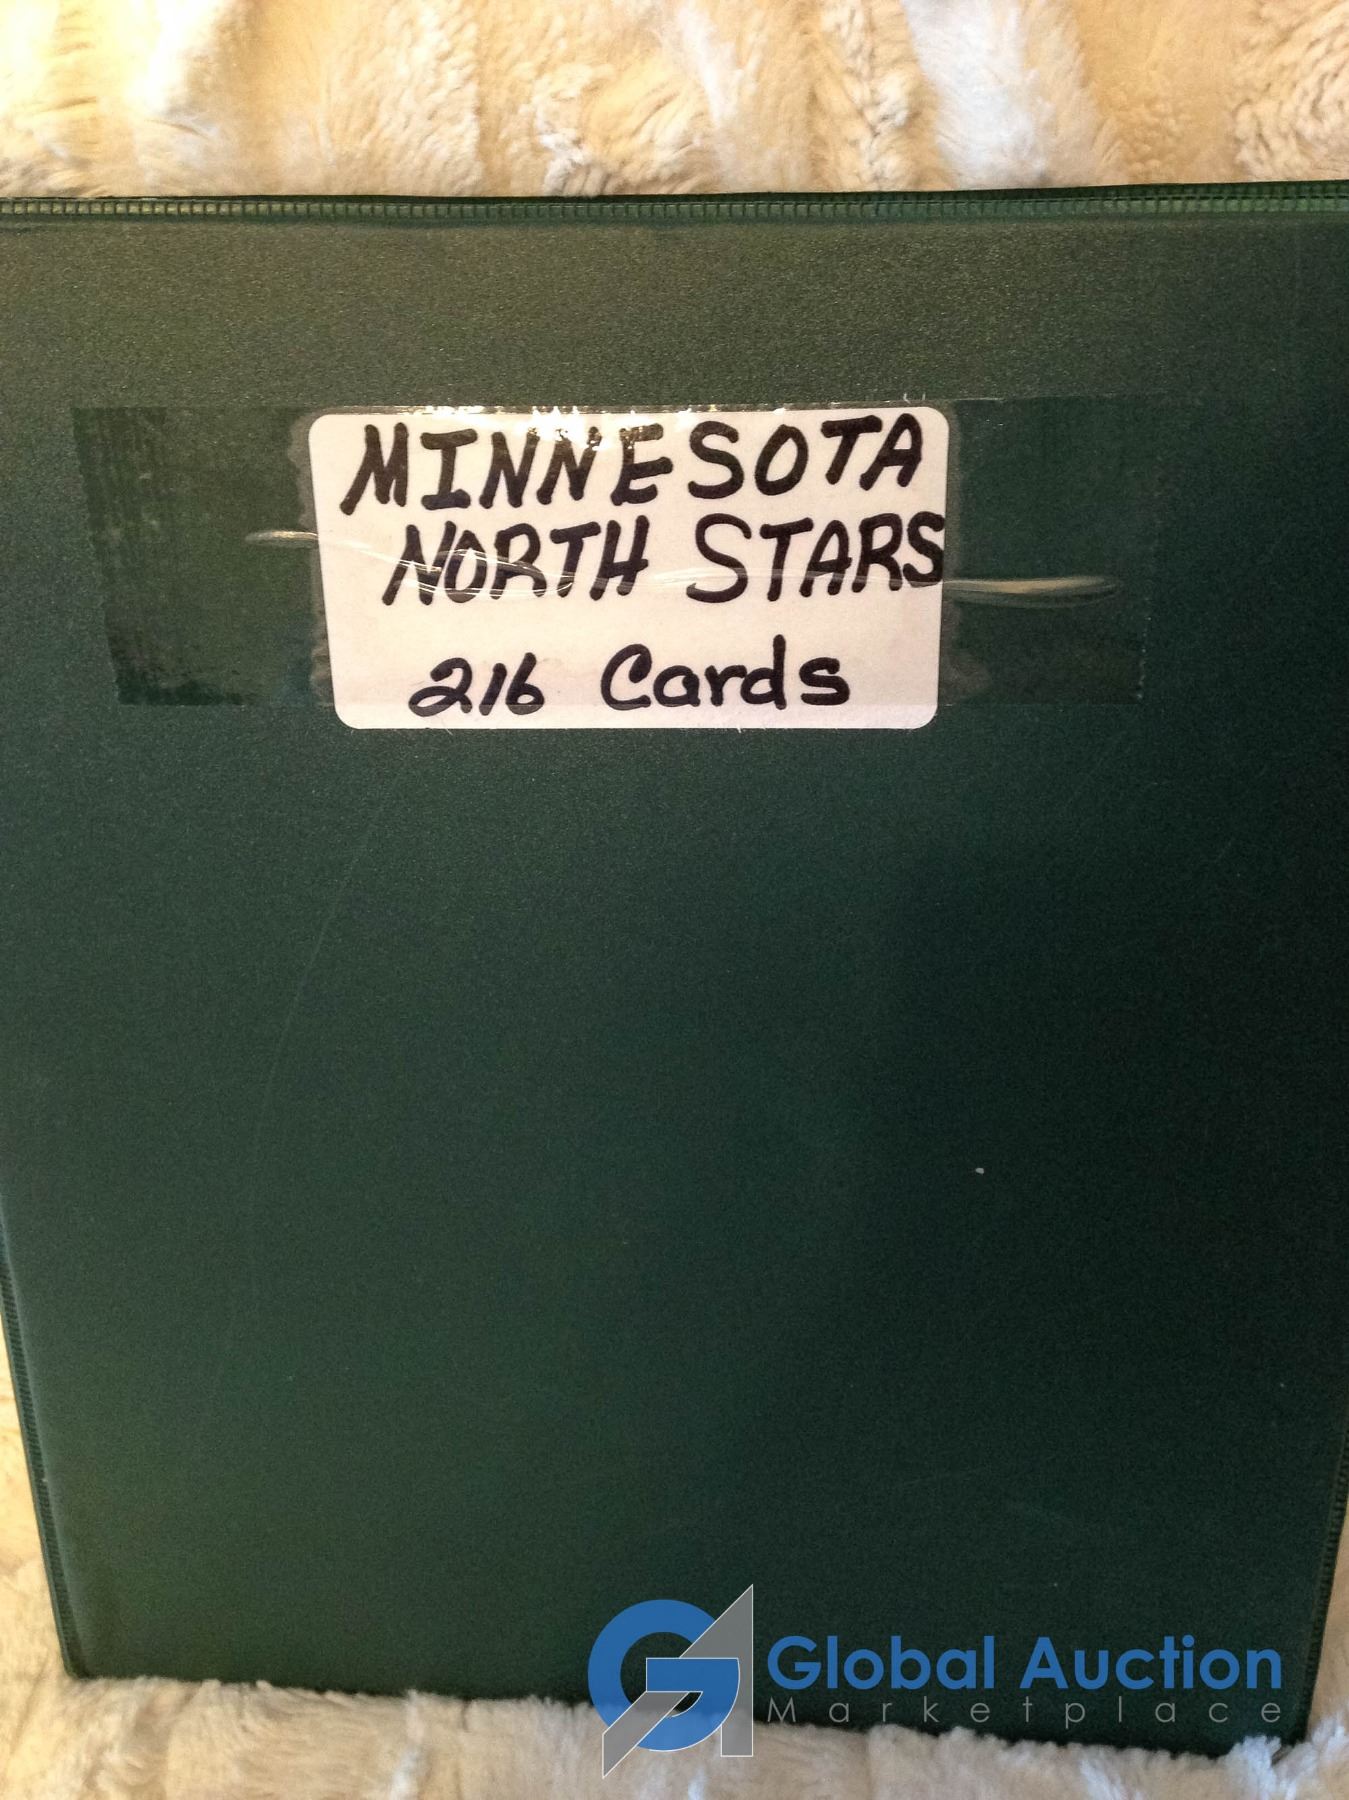 MINNESOTA
NORTH STARS
216 Cards
Global Auction
Marketplace